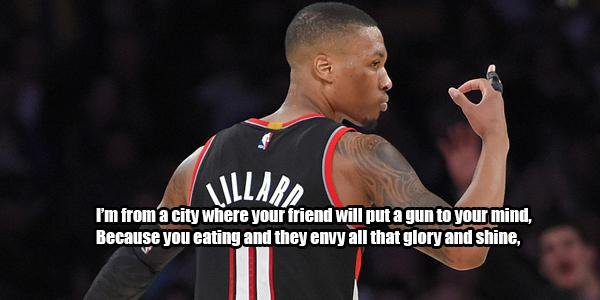 LILLARD
I'm from a city where your friend will put a gun to your mind,
Because you eating and they envy all that glory and shine,